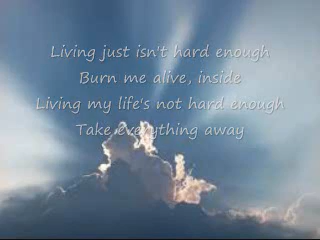 Living just isn't hard enough
Burn me alive, inside
Living my life's not hard enough
Take everything away